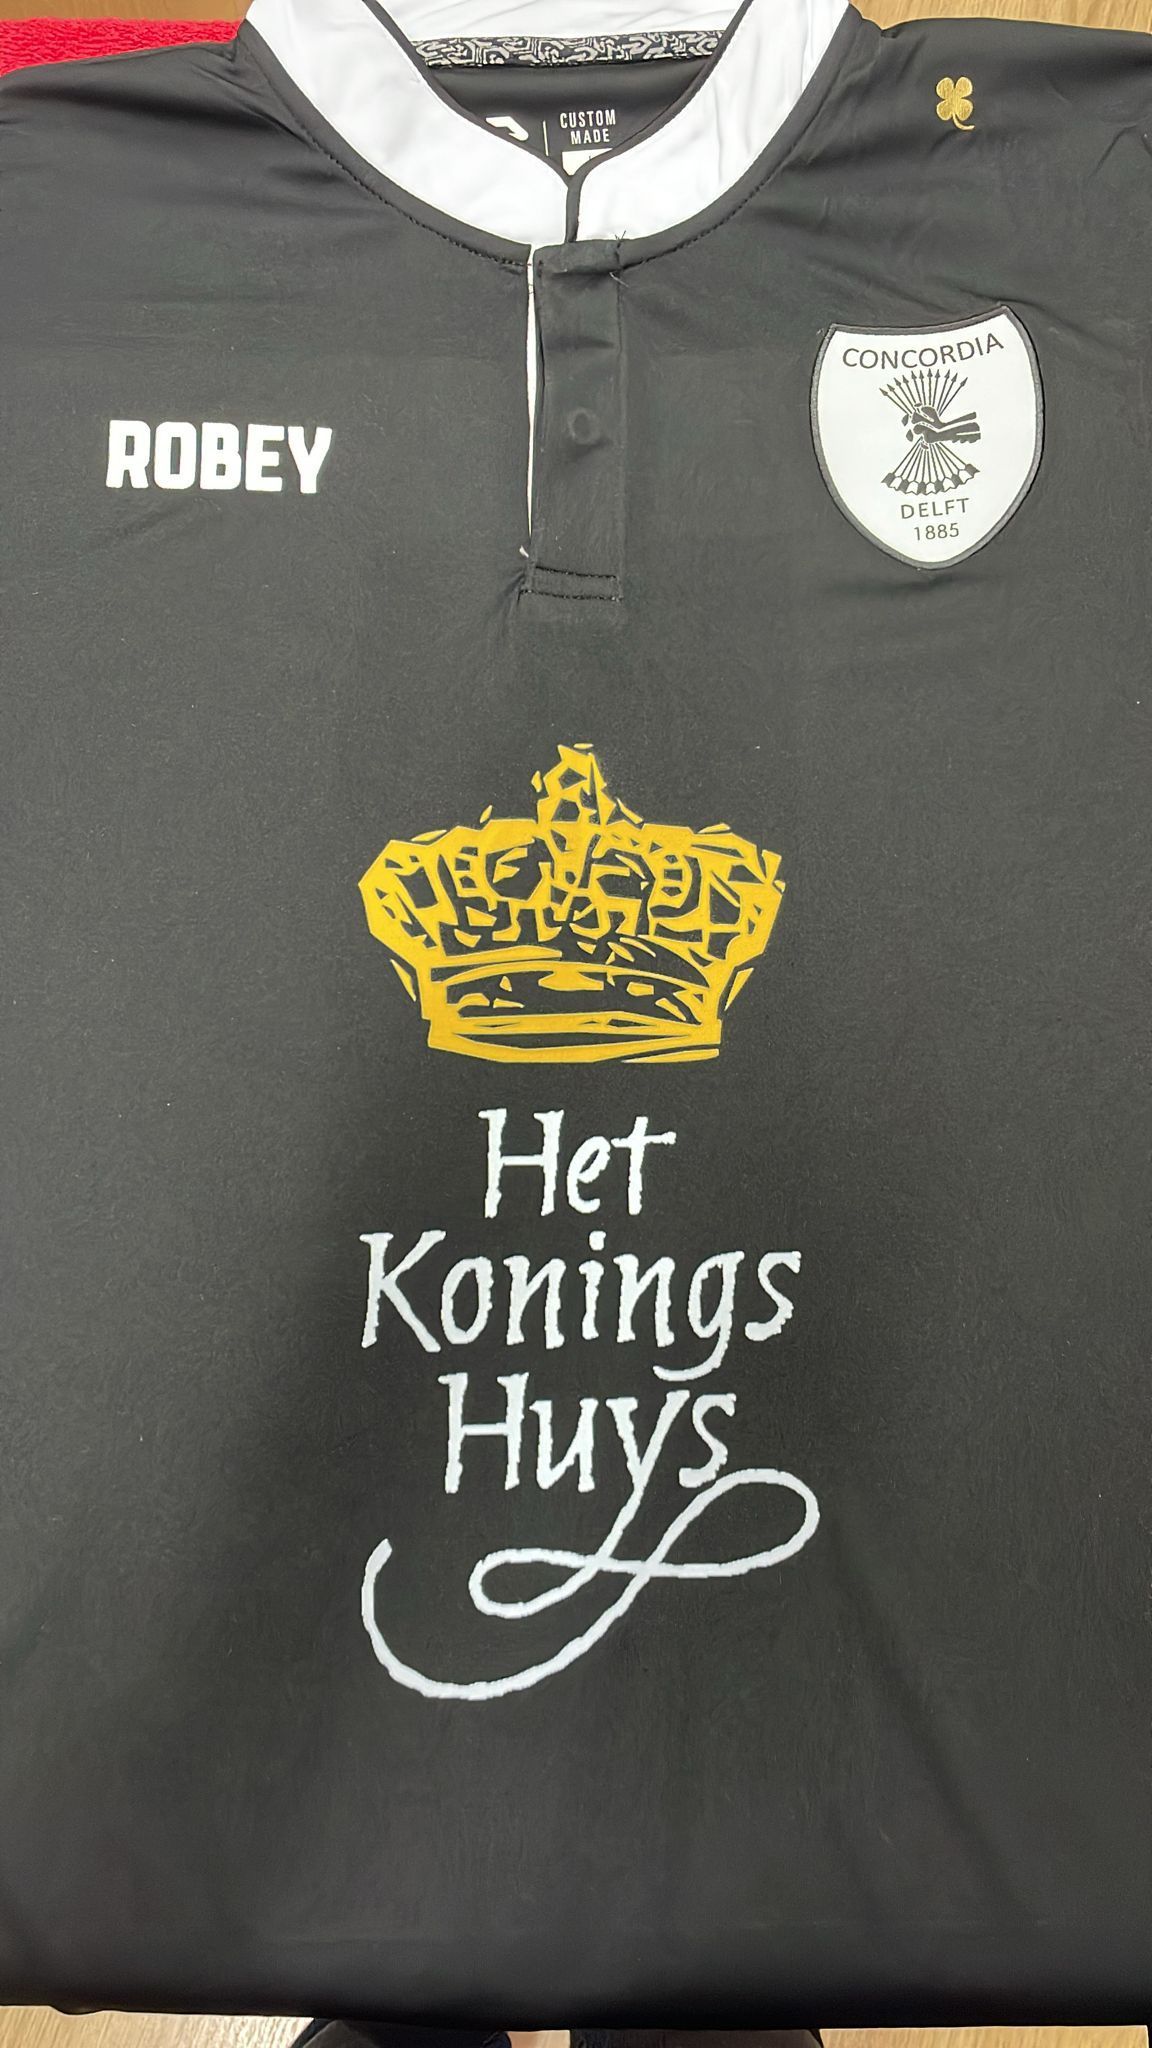 CUSTOM
MADE
ROBEY
CONCORDIA
DELFT
1885
Het
Konings
Huys